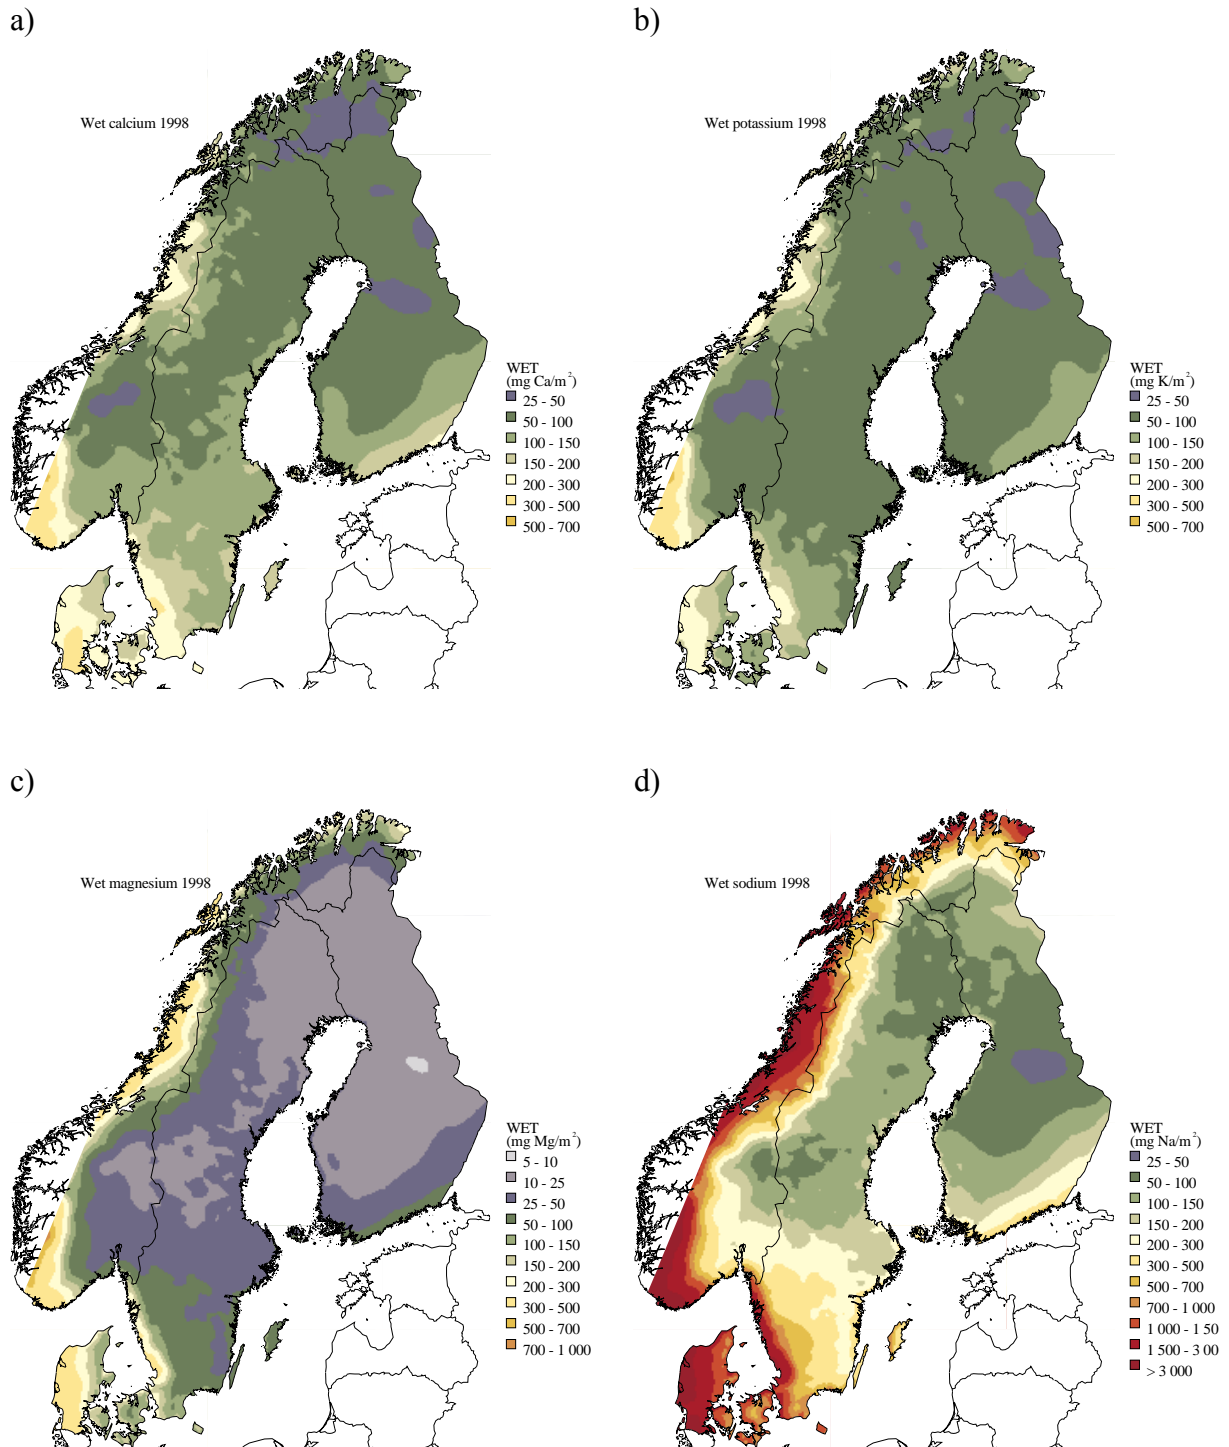 a)
b)
Wet calcium 1998
Wet potassium 1998
WET
(mg Ca/m²)
25 - 50
50 - 100
100 - 150
150 - 200
200 - 300
300 - 500
500 - 700
WET
(mg K/m²)
25 - 50
50 - 100
100 - 150
150 - 200
200 - 300
300 - 500
500 - 700
c)
d)
Wet magnesium 1998
Wet sodium 1998
WET
(mg Mg/m²)
5 - 10
10 - 25
25 - 50
50 - 100
100 - 150
150 - 200
200 - 300
300 - 500
500 - 700
700 - 1 000
WET
(mg Na/m²)
25 - 50
50 - 100
100 - 150
150 - 200
200 - 300
300 - 500
500 - 700
700 - 1 000
1 000 - 1 50
1 500 - 3 00
> 3 000